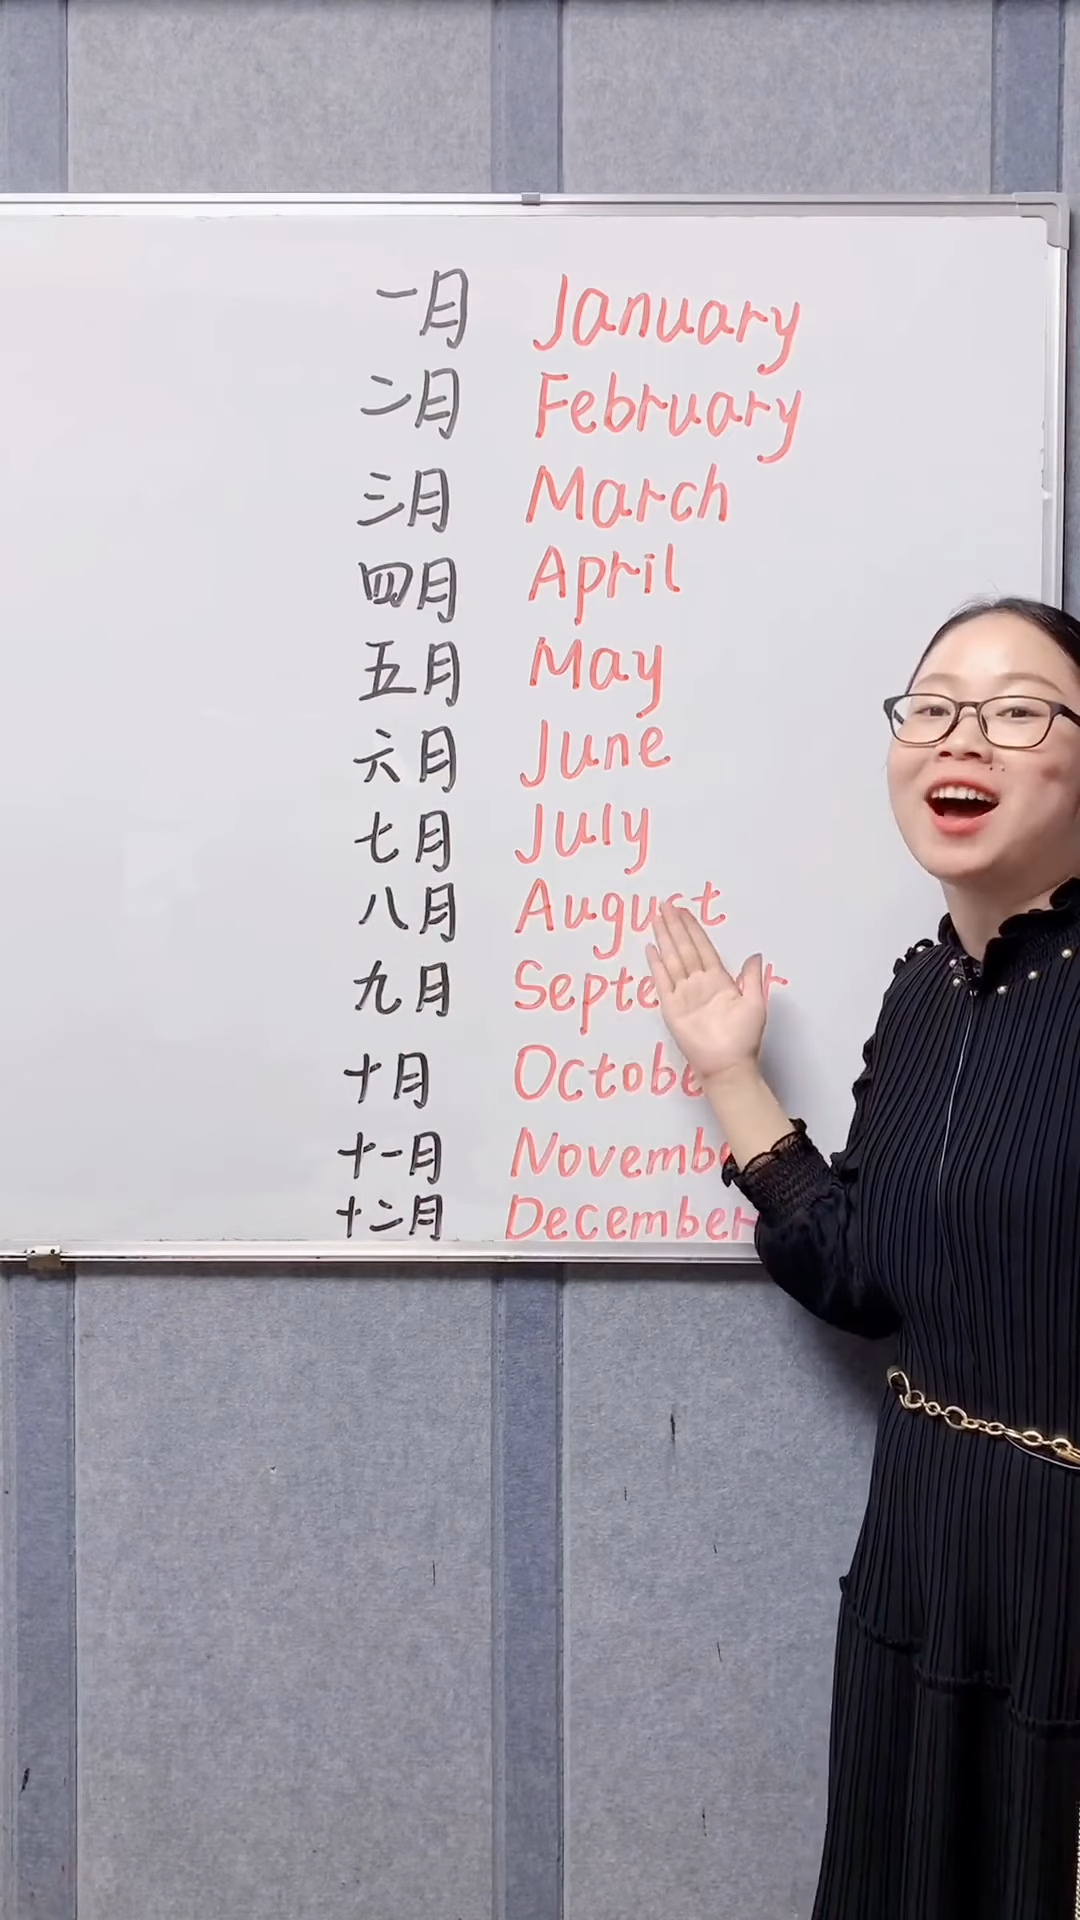 一月 January
二月 February
三月 March
四月 April
五月 May
六月 June
七月 July
八月 August
九月
十月
十一月
十二月 December